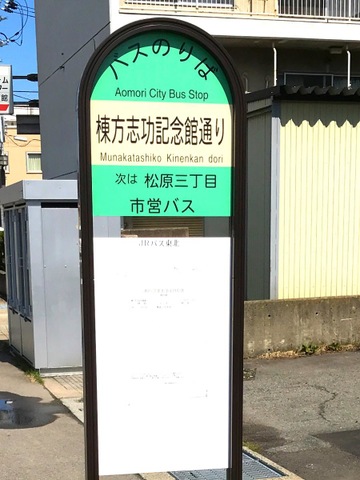 バスのりば
Aomori City Bus Stop
棟方志功記念館通り
Munakatashiko Kinenkan dori
次は 松原三丁目
市営バス
JRバス東北